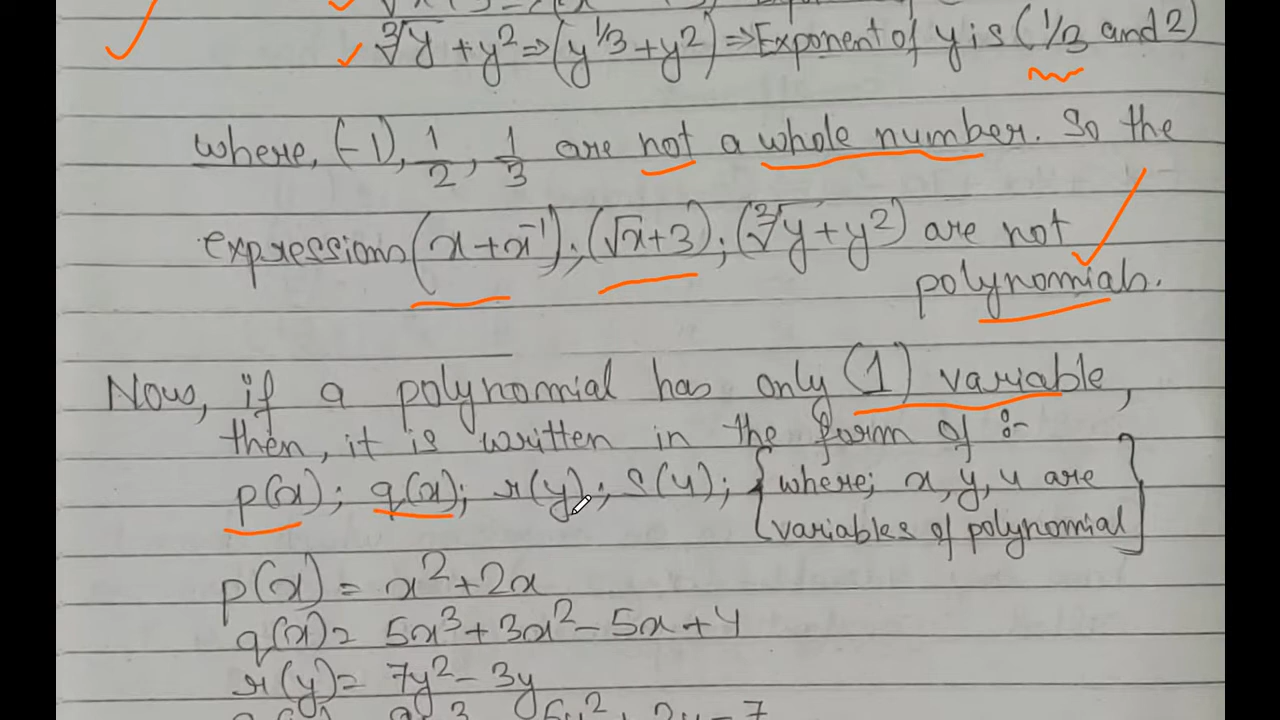 ∛y + y² ⇒ (y^1/3 + y²) ⇒ Exponent of y is (1/3 and 2)
where, (-1), 1/2, 1/3 are not a whole number. So the
expressions (x + x⁻¹); (√x + 3); (∛y + y²) are not
polynomials.
Now, if a polynomial has only (1) variable,
then, it is written in the form of :-
p(x); q(x); r(y); s(u); {where; x, y, u are
variables of polynomial}
p(x) = x² + 2x
q(x) = 5x³ + 3x² - 5x + 4
r(y) = 7y² - 3y